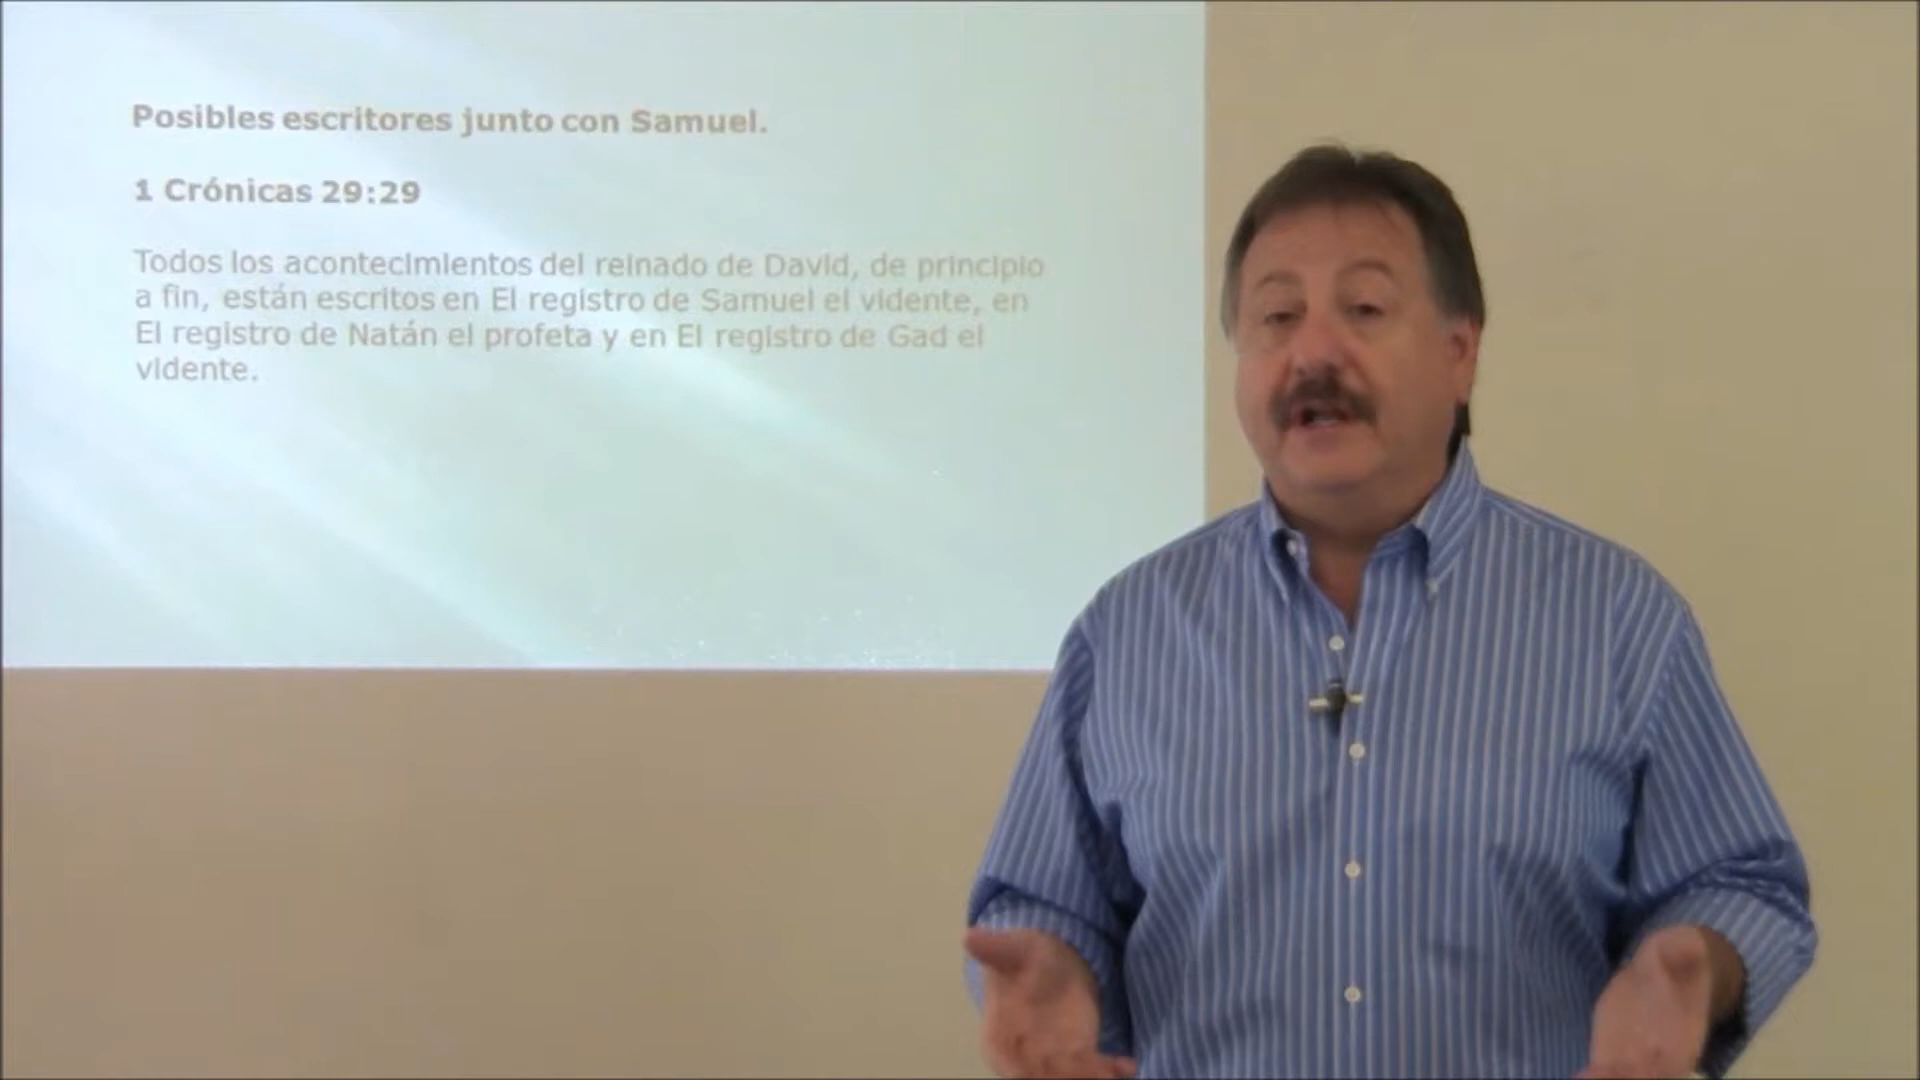 Posibles escritores junto con Samuel.
1 Crónicas 29:29
Todos los acontecimientos del reinado de David, de principio
a fin, están escritos en El registro de Samuel el vidente, en
El registro de Natán el profeta y en El registro de Gad el
vidente.